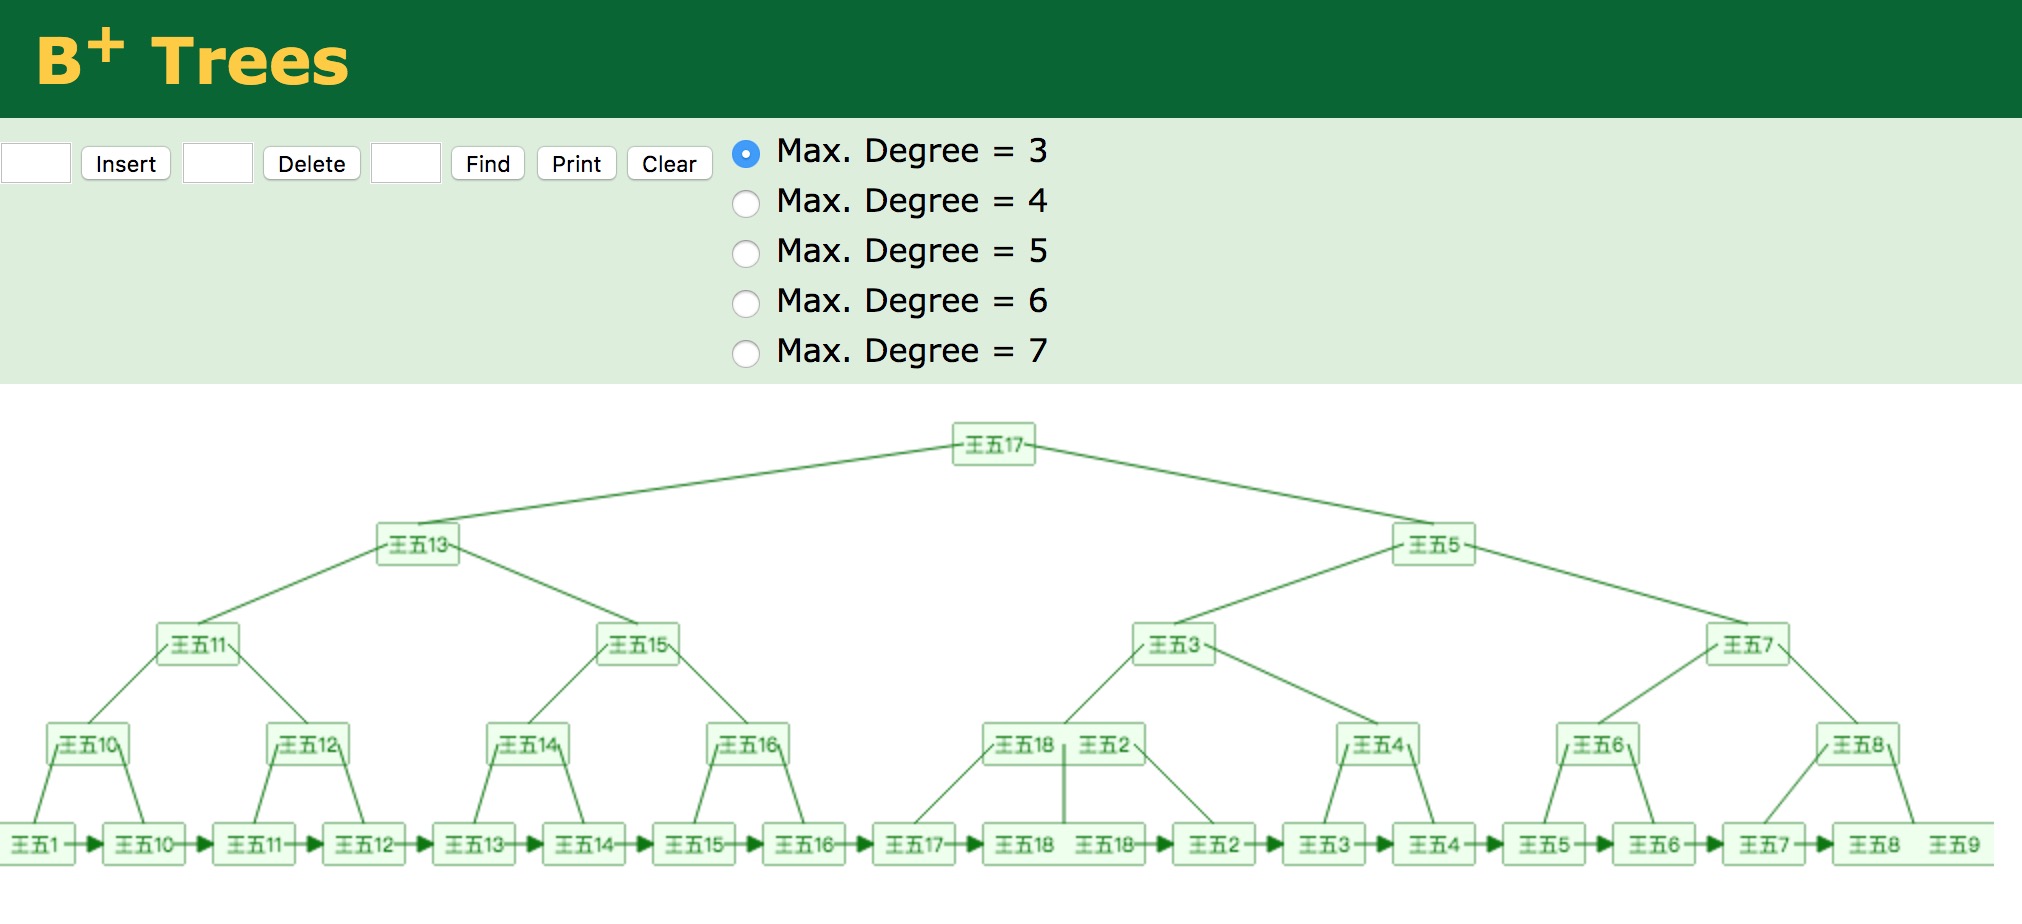 B+ Trees
Insert Delete Find Print Clear
Max. Degree = 3
Max. Degree = 4
Max. Degree = 5
Max. Degree = 6
Max. Degree = 7
王五17
王五13 王五5
王五11 王五15 王五3 王五7
王五10 王五12 王五14 王五16 王五18 王五2 王五4 王五6 王五8
王五1 王五10 王五11 王五12 王五13 王五14 王五15 王五16 王五17 王五18 王五18 王五2 王五3 王五4 王五5 王五6 王五7 王五8 王五9